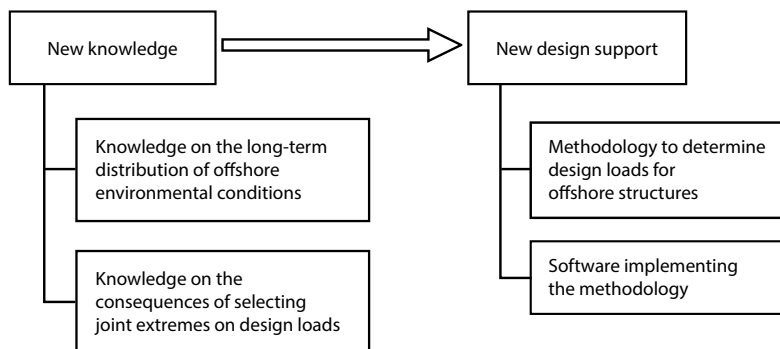 New knowledge
New design support
Knowledge on the long-term
distribution of offshore
environmental conditions
Knowledge on the
consequences of selecting
joint extremes on design loads
Methodology to determine
design loads for
offshore structures
Software implementing
the methodology